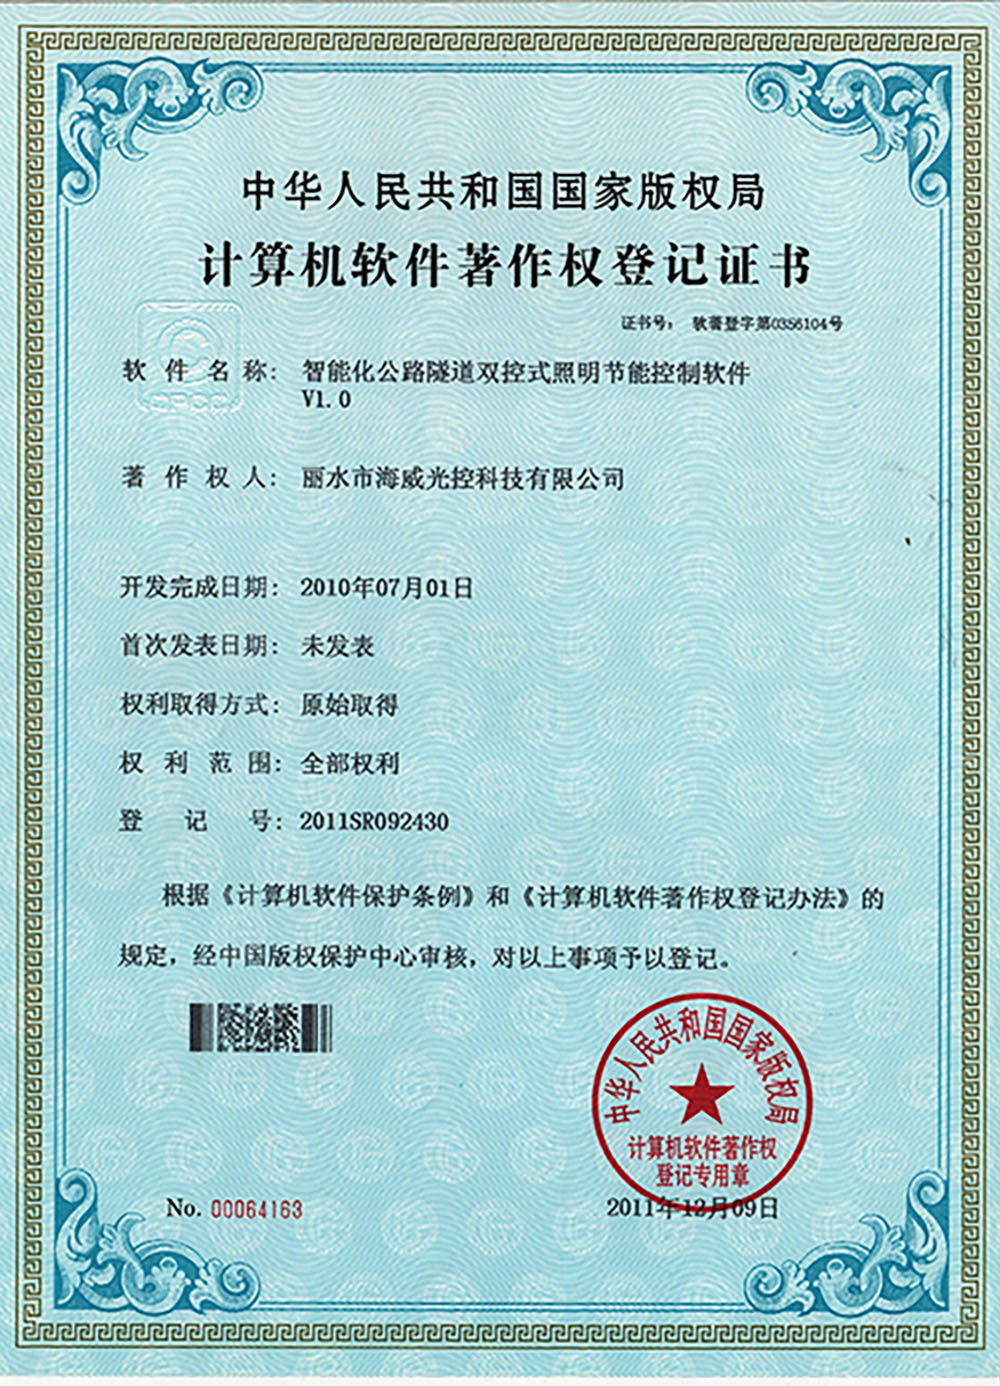 中华人民共和国国家版权局
计算机软件著作权登记证书
证书号： 软著登字第0356104号
CPCC
软件名称： 智能化公路隧道双控式照明节能控制软件
V1.0
著作权人： 丽水市海威光控科技有限公司
开发完成日期： 2010年07月01日
首次发表日期： 未发表
权利取得方式： 原始取得
权利范围： 全部权利
登记号： 2011SR092430
根据《计算机软件保护条例》和《计算机软件著作权登记办法》的
规定，经中国版权保护中心审核，对以上事项予以登记。
中华人民共和国国家版权局
计算机软件著作权
登记专用章
No. 00064163
2011年12月09日